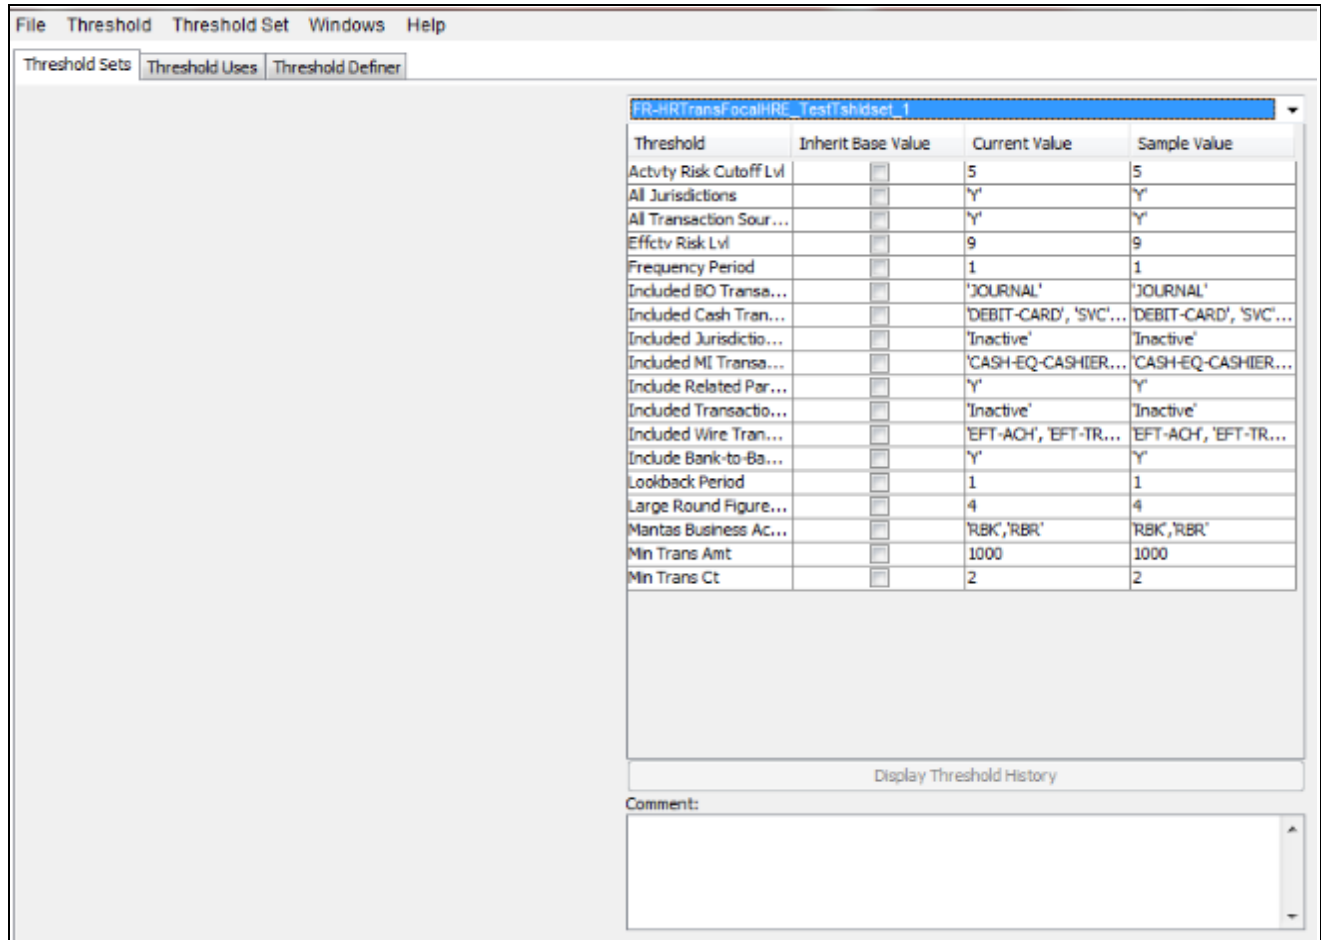 File Threshold Threshold Set Windows Help
Threshold Sets Threshold Uses Threshold Definer
FR-HRTransFocalHRE_TestTshldset_1
Threshold Inherit Base Value Current Value Sample Value
Actvty Risk Cutoff Lvl 5 5
All Jurisdictions 'Y' 'Y'
All Transaction Sour... 'Y' 'Y'
Effctv Risk Lvl 9 9
Frequency Period 1 1
Included BO Transa... 'JOURNAL' 'JOURNAL'
Included Cash Tran... 'DEBIT-CARD', 'SVC'... 'DEBIT-CARD', 'SVC'...
Included Jurisdictio... 'Inactive' 'Inactive'
Included MI Transa... 'CASH-EQ-CASHIER... 'CASH-EQ-CASHIER...
Include Related Par... 'Y' 'Y'
Included Transactio... 'Inactive' 'Inactive'
Included Wire Tran... 'EFT-ACH', 'EFT-TR... 'EFT-ACH', 'EFT-TR...
Include Bank-to-Ba... 'Y' 'Y'
Lookback Period 1 1
Large Round Figure... 4 4
Mantas Business Ac... 'RBK','RBR' 'RBK','RBR'
Min Trans Amt 1000 1000
Min Trans Ct 2 2
Display Threshold History
Comment: